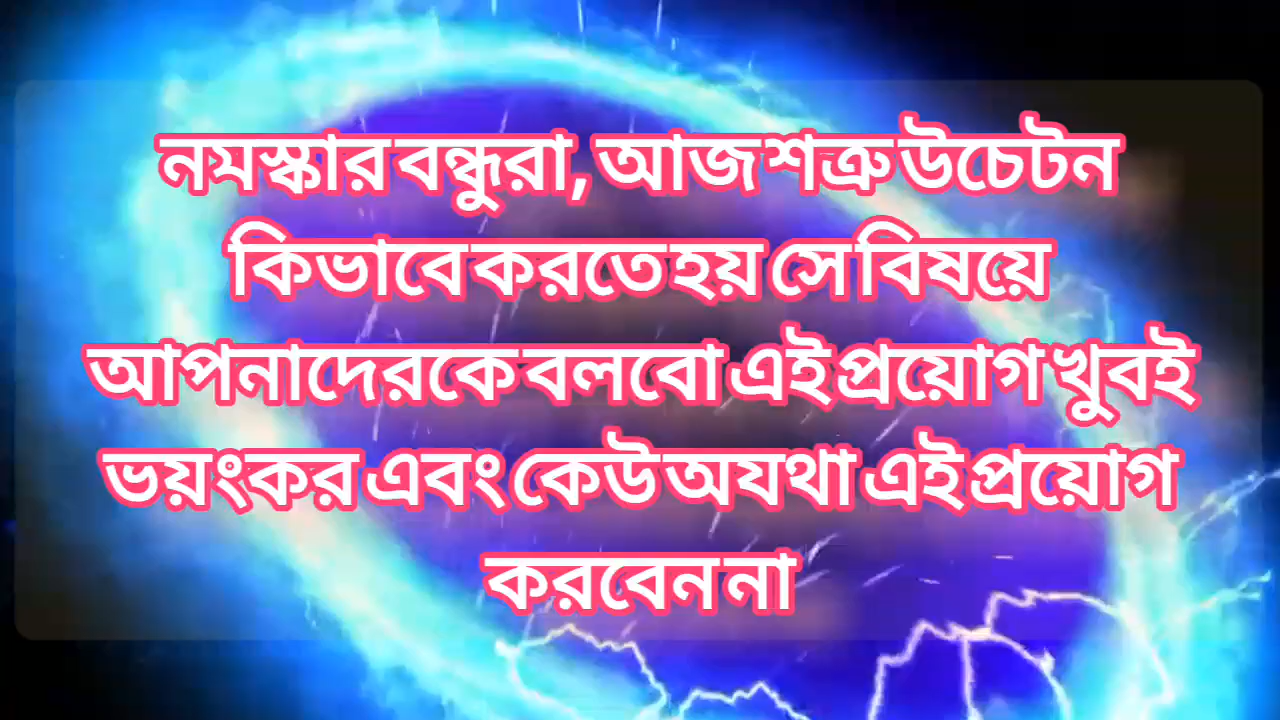 নমস্কার বন্ধুরা, আজ শত্রু উচেটন
কিভাবে করতে হয় সে বিষয়ে
আপনাদেরকে বলবো এই প্রয়োগ খুবই
ভয়ংকর এবং কেউ অযথা এই প্রয়োগ
করবেন না